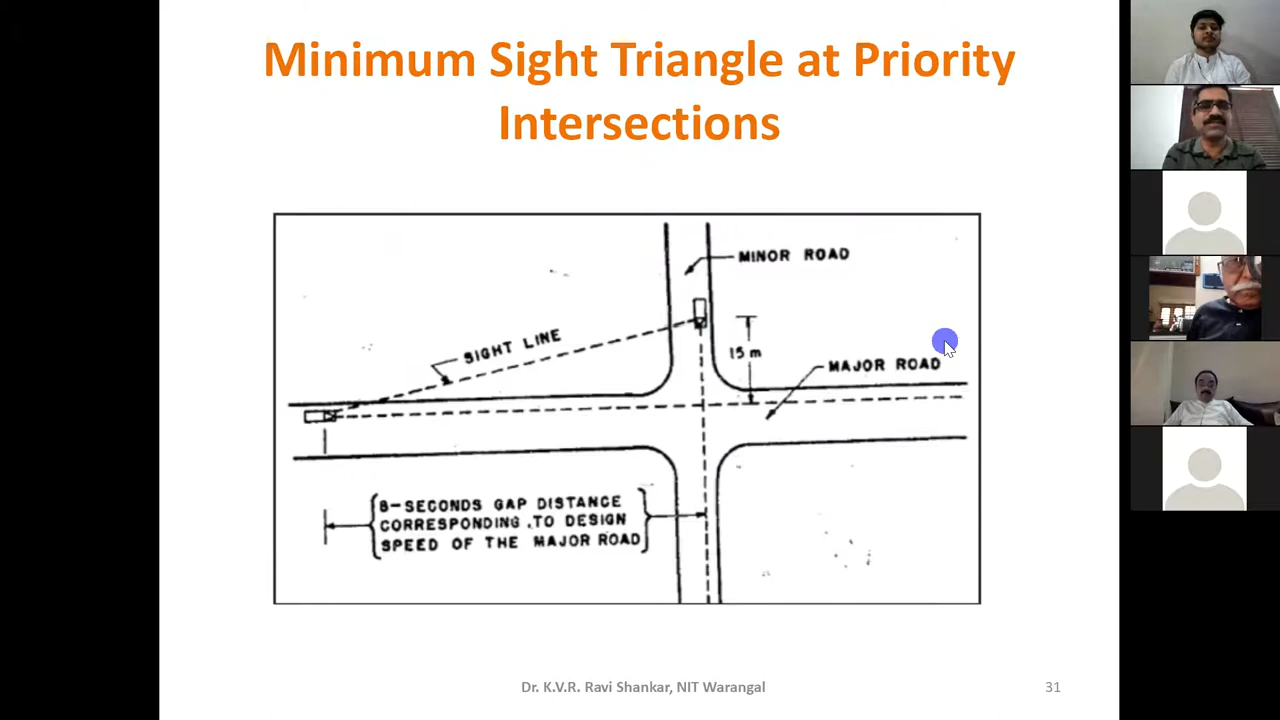 Minimum Sight Triangle at Priority
Intersections
MINOR ROAD
SIGHT LINE
15 m
MAJOR ROAD
8-SECONDS GAP DISTANCE
CORRESPONDING TO DESIGN
SPEED OF THE MAJOR ROAD
Dr. K.V.R. Ravi Shankar, NIT Warangal
31